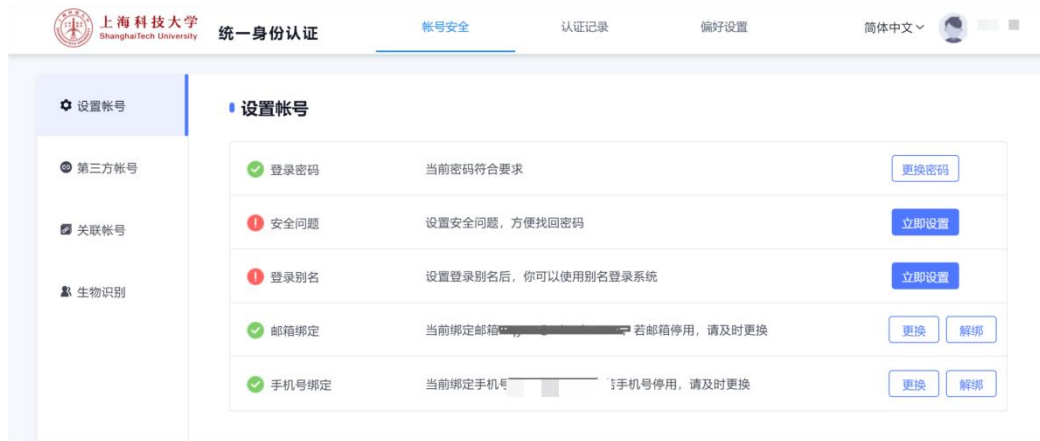 上海科技大学
ShanghaiTech University
统一身份认证
帐号安全
认证记录
偏好设置
简体中文
设置帐号
第三方帐号
关联帐号
生物识别
设置帐号
登录密码 当前密码符合要求 更换密码
安全问题 设置安全问题，方便找回密码 立即设置
登录别名 设置登录别名后，你可以使用别名登录系统 立即设置
邮箱绑定 当前绑定邮箱 若邮箱停用，请及时更换 更换 解绑
手机号绑定 当前绑定手机号 手机号停用，请及时更换 更换 解绑